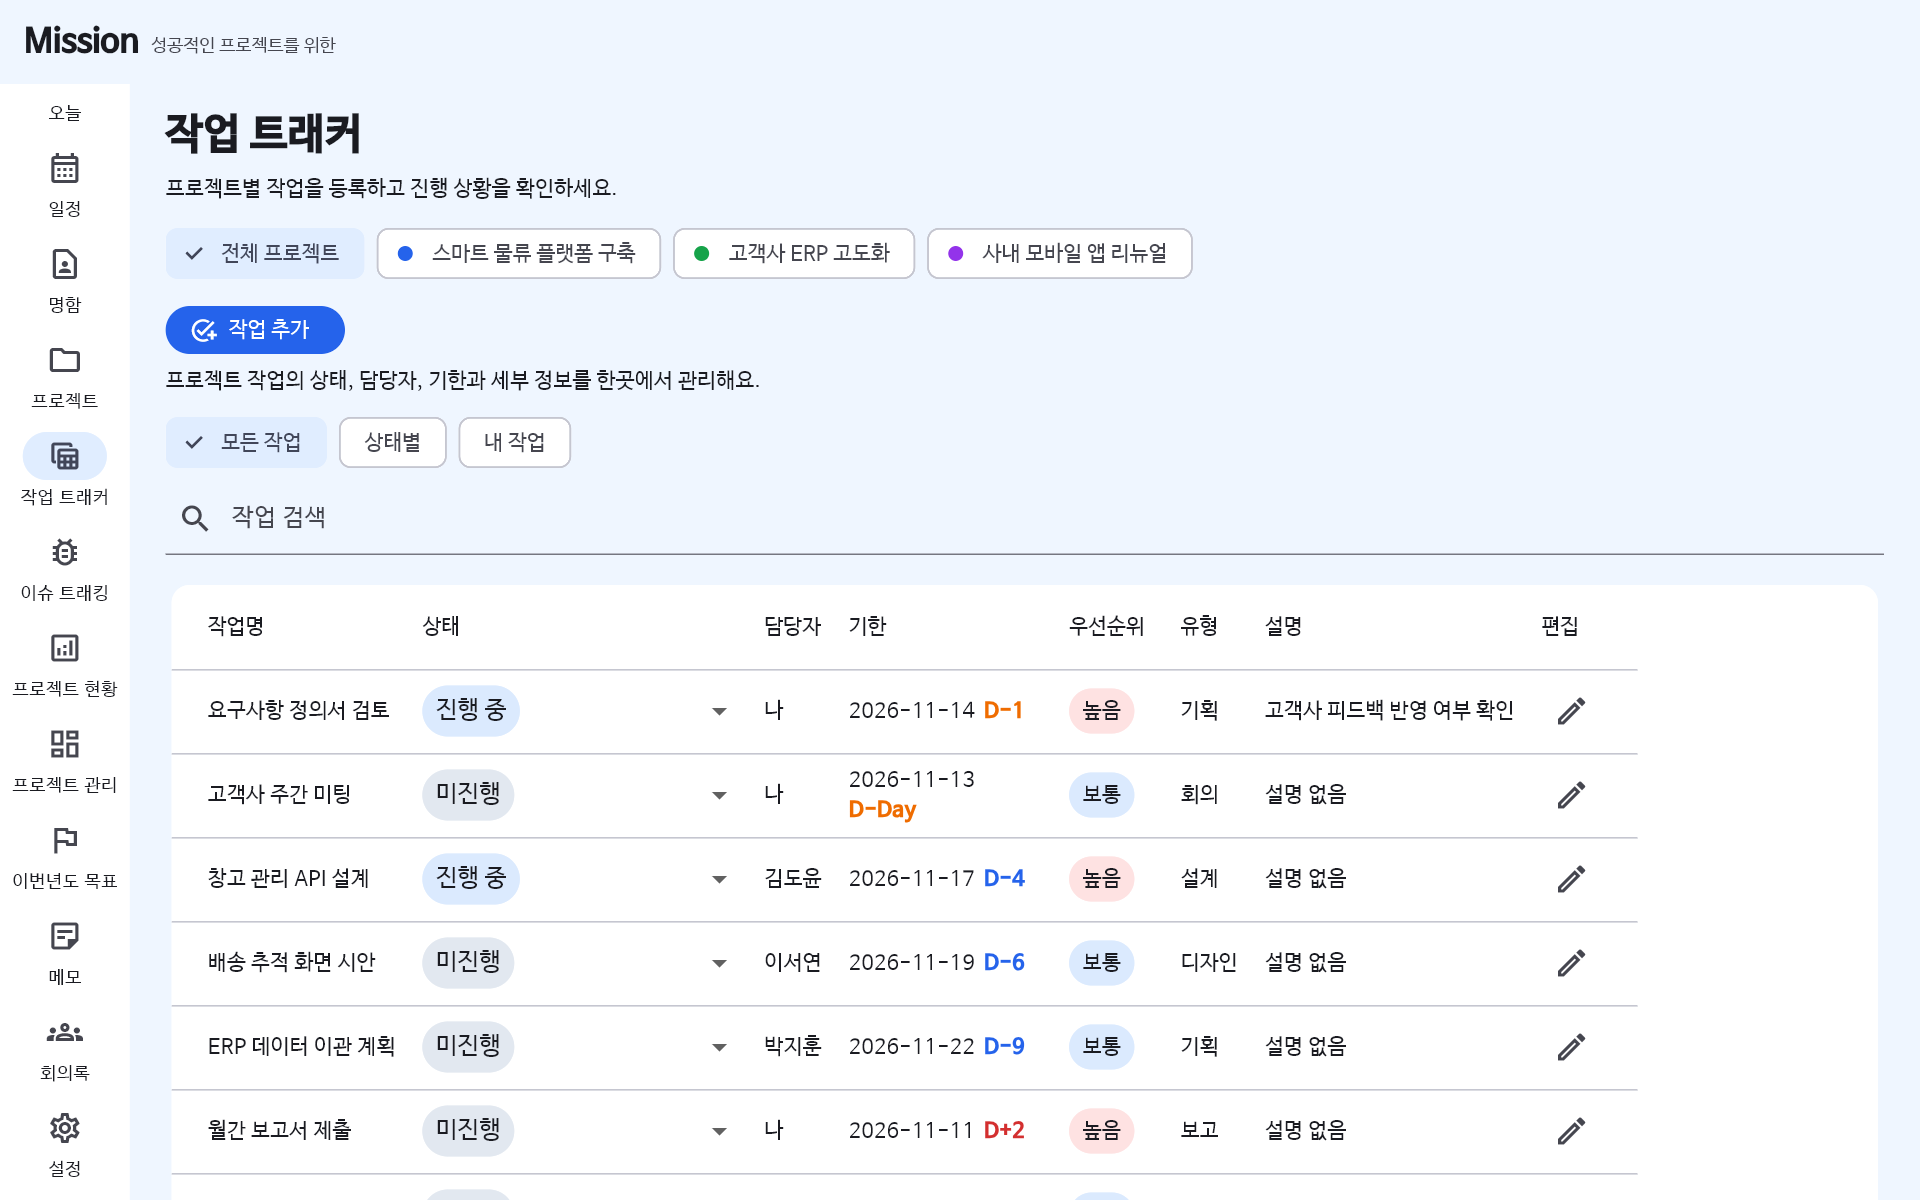 Mission 성공적인 프로젝트를 위한
오늘
일정
명함
프로젝트
작업 트래커
이슈 트래킹
프로젝트 현황
프로젝트 관리
이번년도 목표
메모
회의록
설정
작업 트래커
프로젝트별 작업을 등록하고 진행 상황을 확인하세요.
전체 프로젝트 스마트 물류 플랫폼 구축 고객사 ERP 고도화 사내 모바일 앱 리뉴얼
작업 추가
프로젝트 작업의 상태, 담당자, 기한과 세부 정보를 한곳에서 관리해요.
모든 작업 상태별 내 작업
작업 검색
작업명 상태 담당자 기한 우선순위 유형 설명 편집
요구사항 정의서 검토 진행 중 나 2026-11-14 D-1 높음 기획 고객사 피드백 반영 여부 확인
고객사 주간 미팅 미진행 나 2026-11-13 D-Day 보통 회의 설명 없음
창고 관리 API 설계 진행 중 김도윤 2026-11-17 D-4 높음 설계 설명 없음
배송 추적 화면 시안 미진행 이서연 2026-11-19 D-6 보통 디자인 설명 없음
ERP 데이터 이관 계획 미진행 박지훈 2026-11-22 D-9 보통 기획 설명 없음
월간 보고서 제출 미진행 나 2026-11-11 D+2 높음 보고 설명 없음